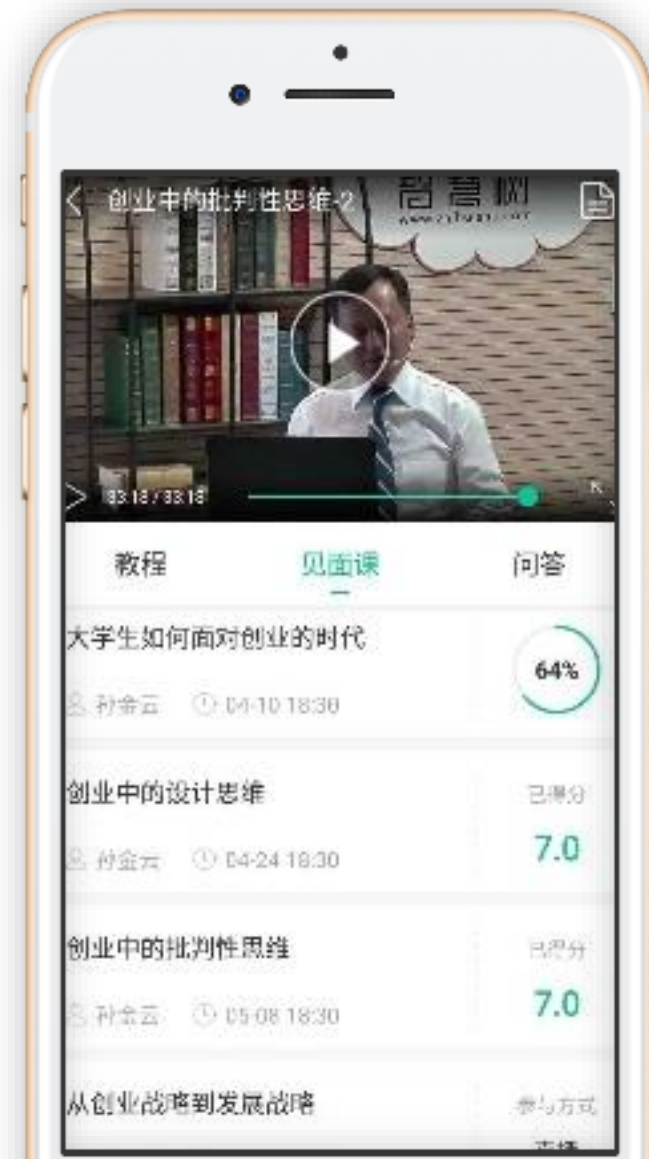 创业中的批判性思维-2
智慧树
33:18 / 33:18
教程 见面课 问答
大学生如何面对创业的时代
64%
孙金云 04-10 18:30
创业中的设计思维
已得分
孙金云 04-24 18:30
7.0
创业中的批判性思维
已得分
孙金云 05-08 18:30
7.0
从创业战略到发展战略
参与方式
直播